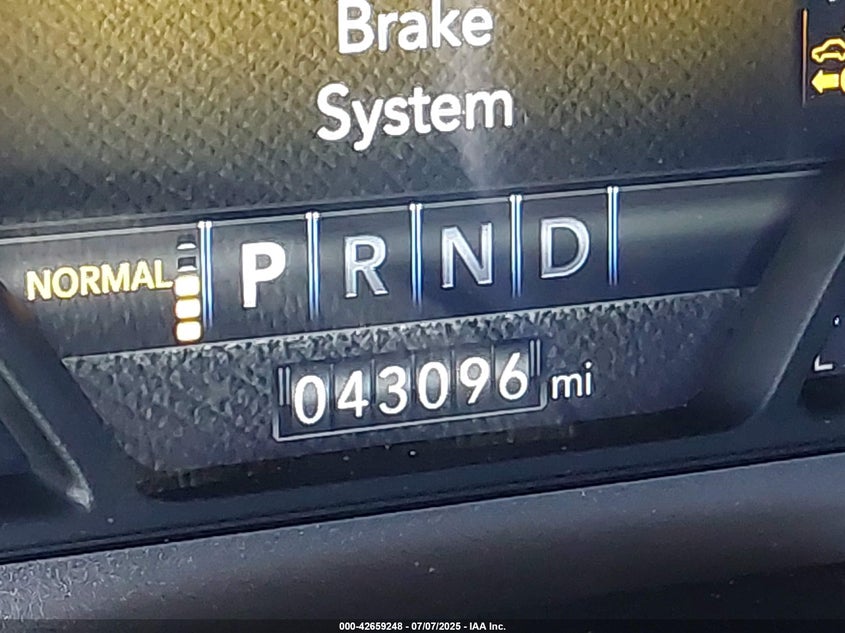 Brake
System
NORMAL P R N D
043096 mi
000-42659248 - 07/07/2025 - IAA Inc.